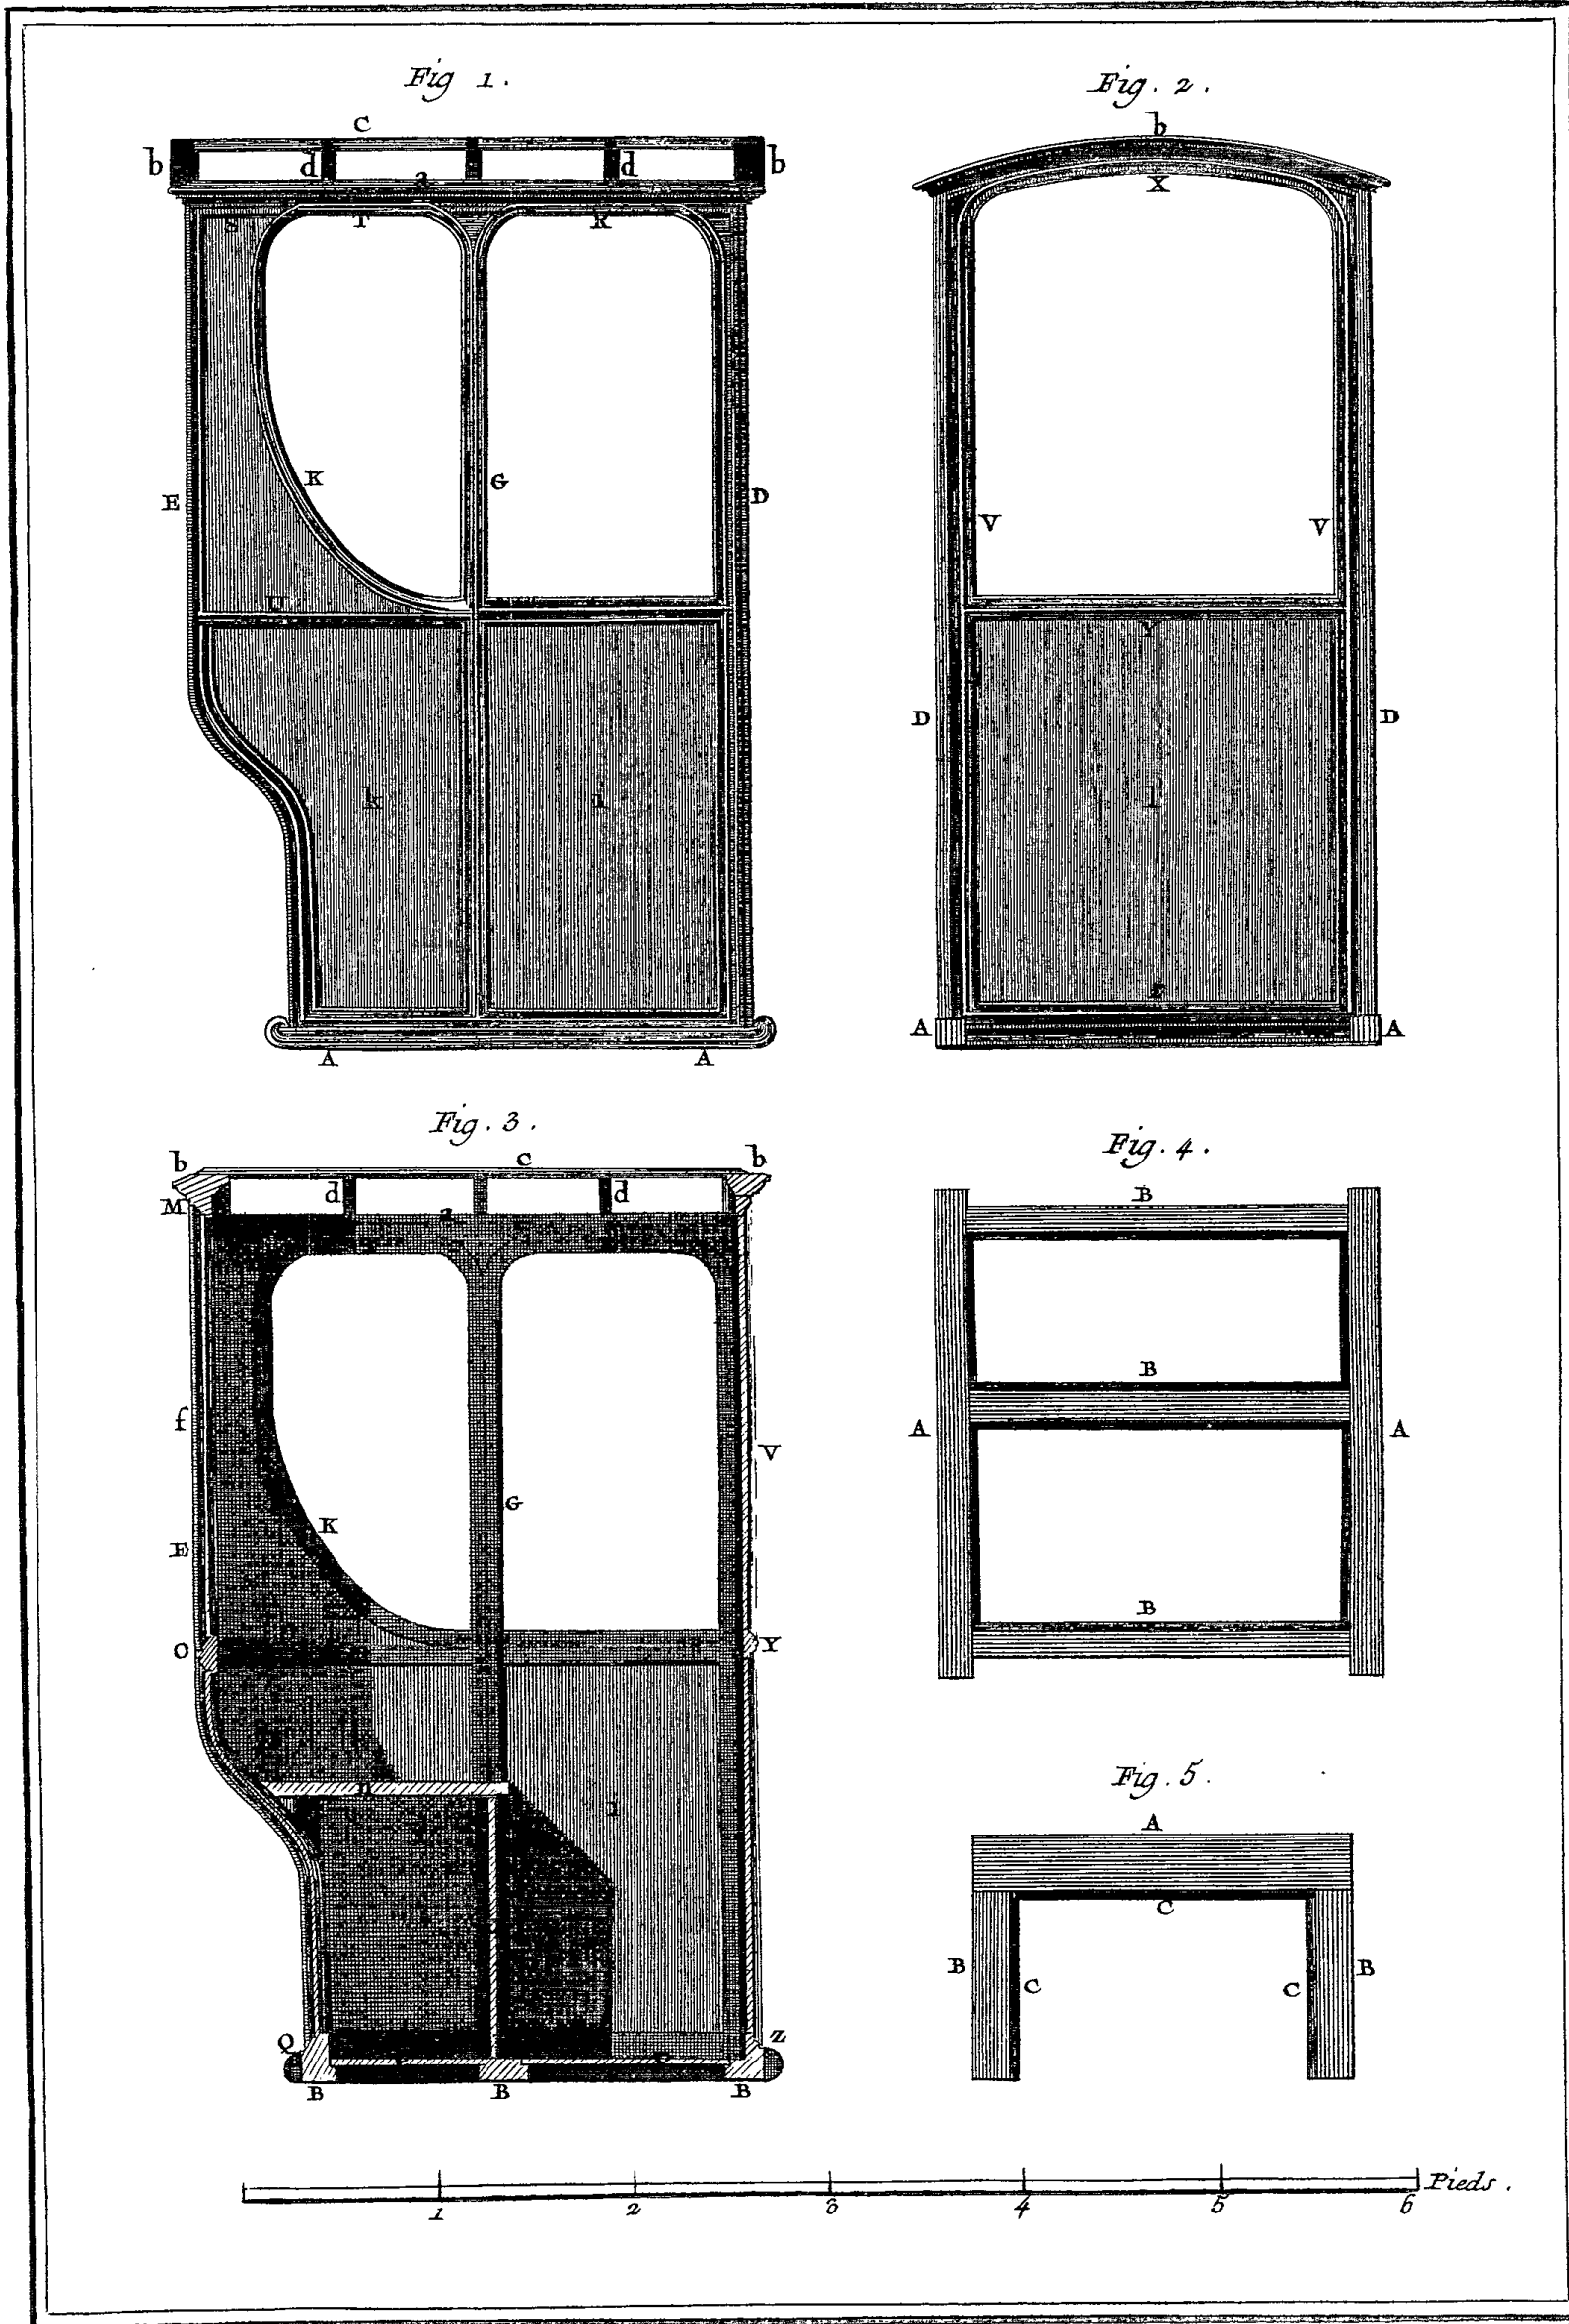 Fig 1.
c
b d d b
a
S T R
K G
E D
U
k i
A A
Fig. 2.
b
X
V V
Y
D D
l
A A
Fig. 3.
b c b
M d d
a
f V
K G
E
O Y
n
i
Q Z
B B B
Fig. 4.
B
B
A A
B
Fig. 5.
A
C
B C C B
1 2 3 4 5 6 Pieds.